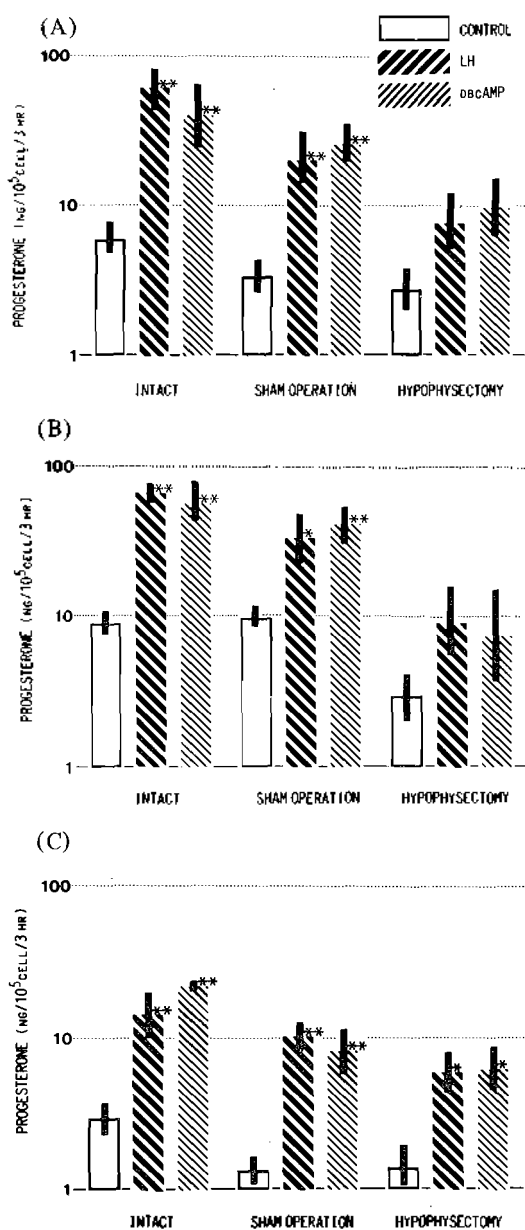 (A)
CONTROL
LH
DBCAMP
100
10
1
PROGESTERONE (NG/10⁵CELL/3 HR)
**
**
**
**
INTACT
SHAM OPERATION
HYPOPHYSECTOMY
(B)
100
10
1
PROGESTERONE (NG/10⁵CELL/3 HR)
**
**
*
**
INTACT
SHAM OPERATION
HYPOPHYSECTOMY
(C)
100
10
1
PROGESTERONE (NG/10⁵CELL/3 HR)
**
**
**
**
*
*
INTACT
SHAM OPERATION
HYPOPHYSECTOMY